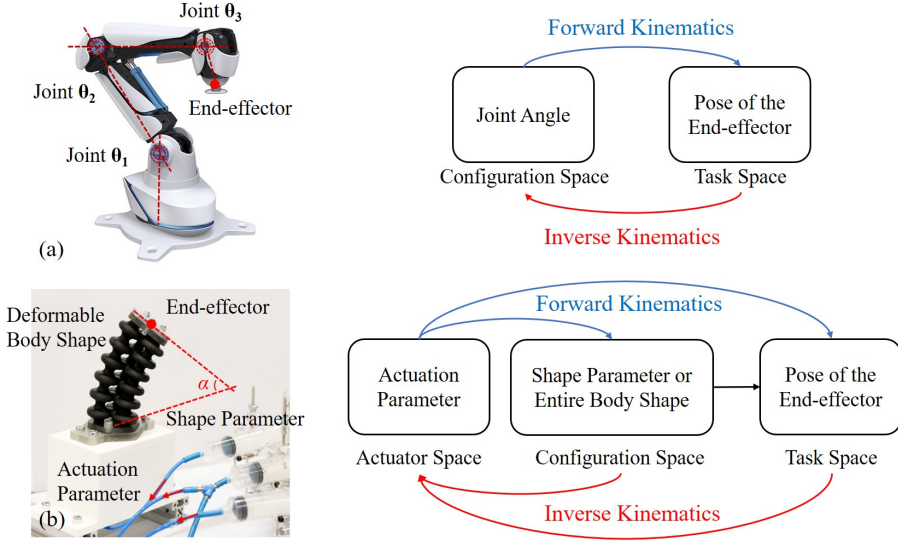 Joint θ3
Joint θ2
End-effector
Joint θ1
(a)
Forward Kinematics
Joint Angle
Pose of the
End-effector
Configuration Space
Task Space
Inverse Kinematics
End-effector
Deformable
Body Shape
α
Shape Parameter
Actuation
Parameter
(b)
Forward Kinematics
Actuation
Parameter
Shape Parameter or
Entire Body Shape
Pose of the
End-effector
Actuator Space
Configuration Space
Task Space
Inverse Kinematics